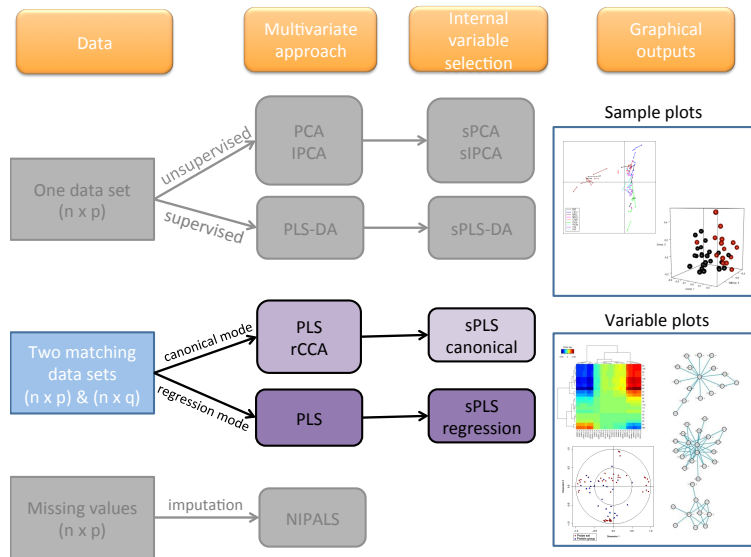 Data
Multivariate
approach
Internal
variable
selection
Graphical
outputs
One data set
(n x p)
unsupervised
supervised
PCA
IPCA
sPCA
sIPCA
PLS-DA
sPLS-DA
Two matching
data sets
(n x p) & (n x q)
canonical mode
regression mode
PLS
rCCA
sPLS
canonical
PLS
sPLS
regression
Missing values
(n x p)
imputation
NIPALS
Sample plots
Variable plots